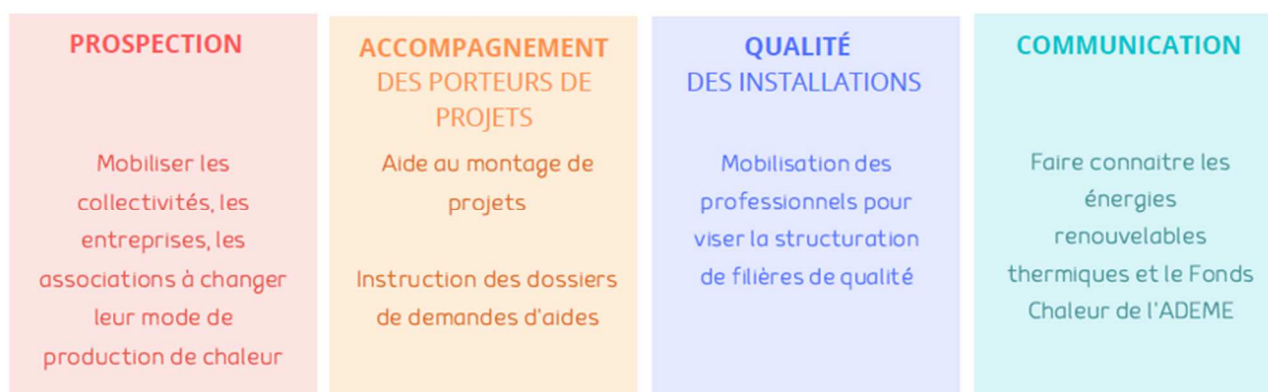 PROSPECTION
Mobiliser les
collectivités, les
entreprises, les
associations à changer
leur mode de
production de chaleur
ACCOMPAGNEMENT
DES PORTEURS DE
PROJETS
Aide au montage de
projets
Instruction des dossiers
de demandes d'aides
QUALITÉ
DES INSTALLATIONS
Mobilisation des
professionnels pour
viser la structuration
de filières de qualité
COMMUNICATION
Faire connaitre les
énergies
renouvelables
thermiques et le Fonds
Chaleur de l'ADEME